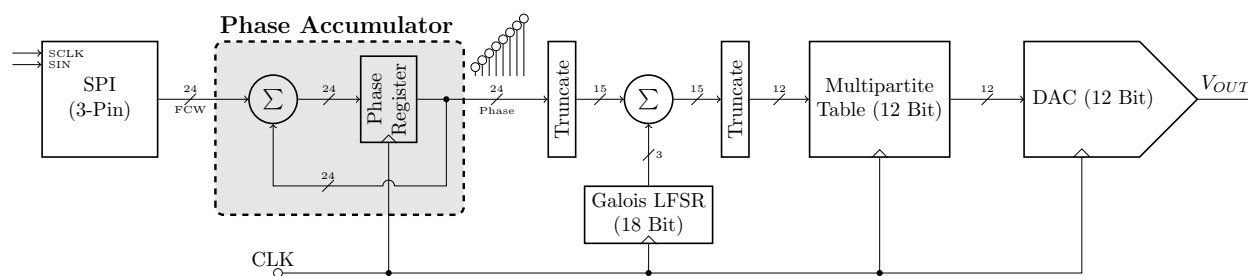 Phase Accumulator
SCLK
SIN
SPI
(3-Pin)
24
FCW
Σ
24
Phase
Register
24
24
Phase
Truncate
15
Σ
15
Truncate
12
Multipartite
Table (12 Bit)
12
DAC (12 Bit)
V_OUT
3
Galois LFSR
(18 Bit)
CLK